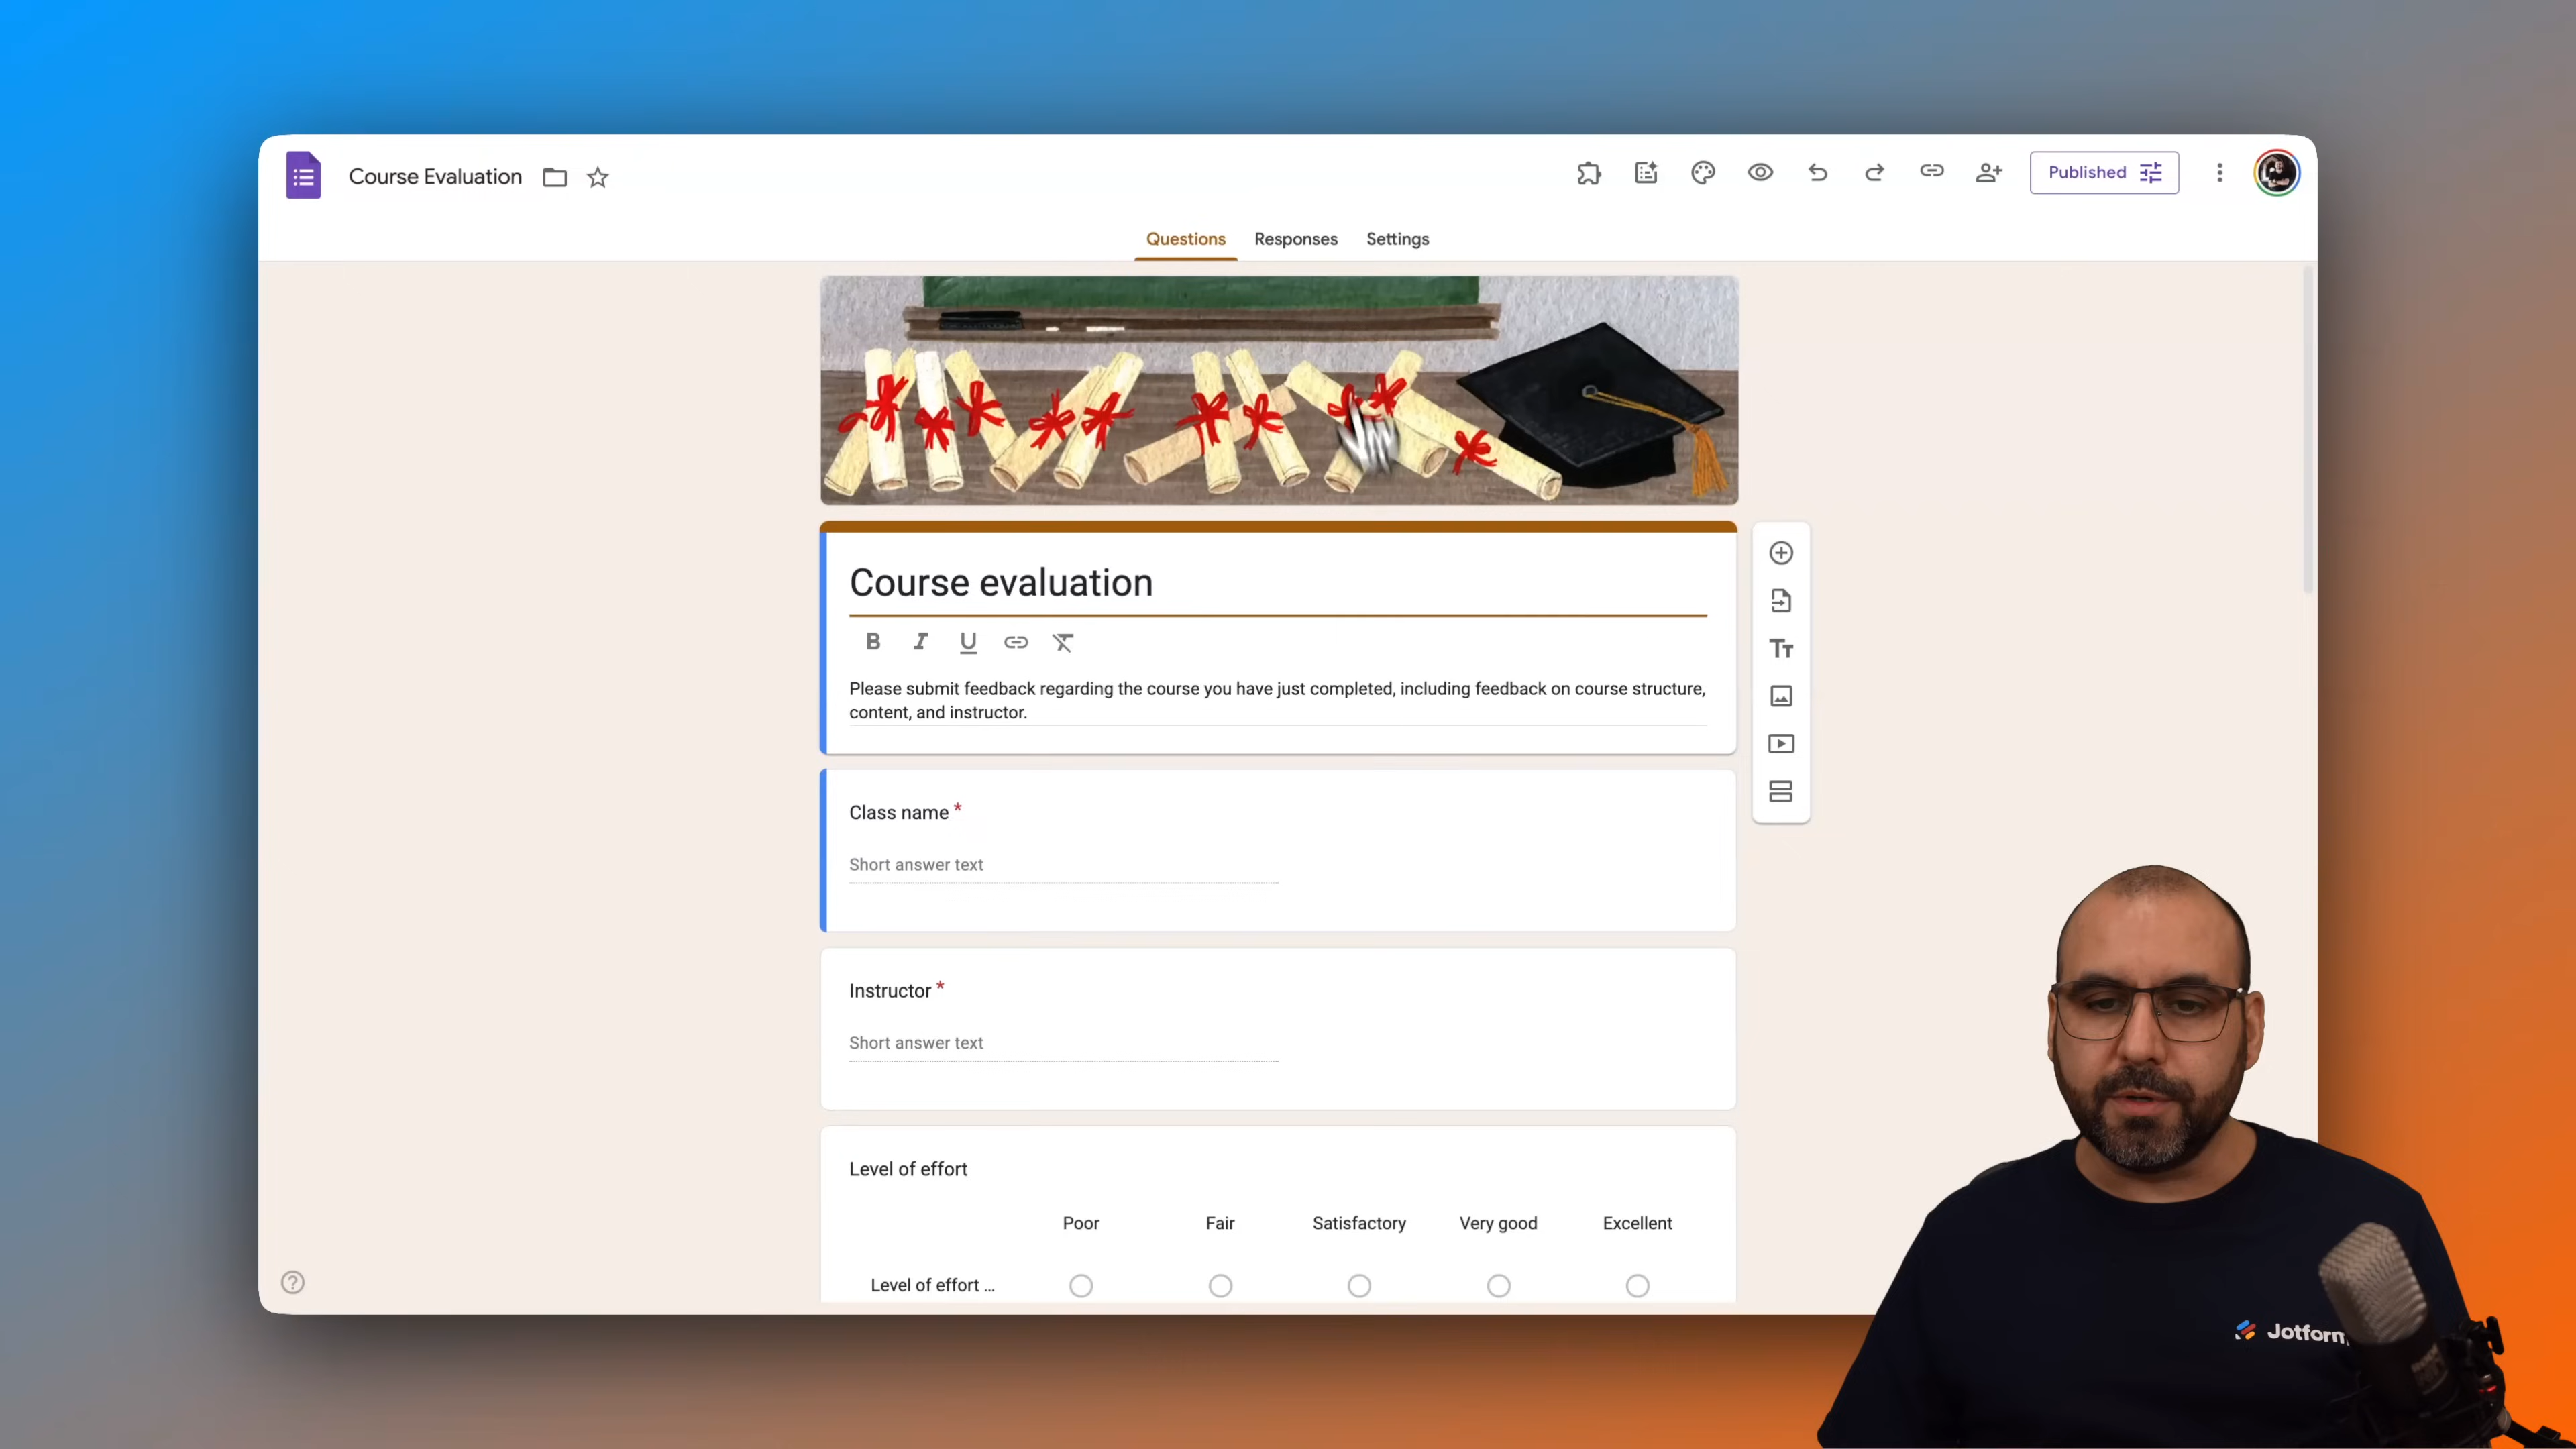 Course Evaluation
Published
Questions
Responses
Settings
Course evaluation
B I U
Please submit feedback regarding the course you have just completed, including feedback on course structure,
content, and instructor.
Tт
Class name *
Short answer text
Instructor *
Short answer text
Level of effort
Poor Fair Satisfactory Very good Excellent
Level of effort ...
Jotform